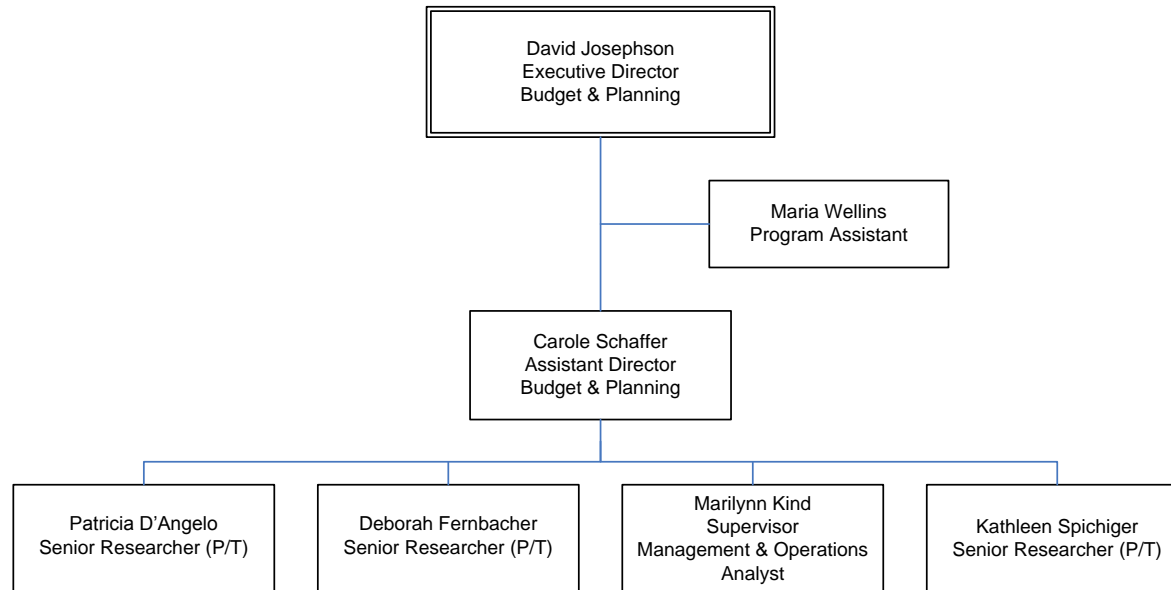 David Josephson
Executive Director
Budget & Planning
Maria Wellins
Program Assistant
Carole Schaffer
Assistant Director
Budget & Planning
Patricia D’Angelo
Senior Researcher (P/T)
Deborah Fernbacher
Senior Researcher (P/T)
Marilynn Kind
Supervisor
Management & Operations
Analyst
Kathleen Spichiger
Senior Researcher (P/T)